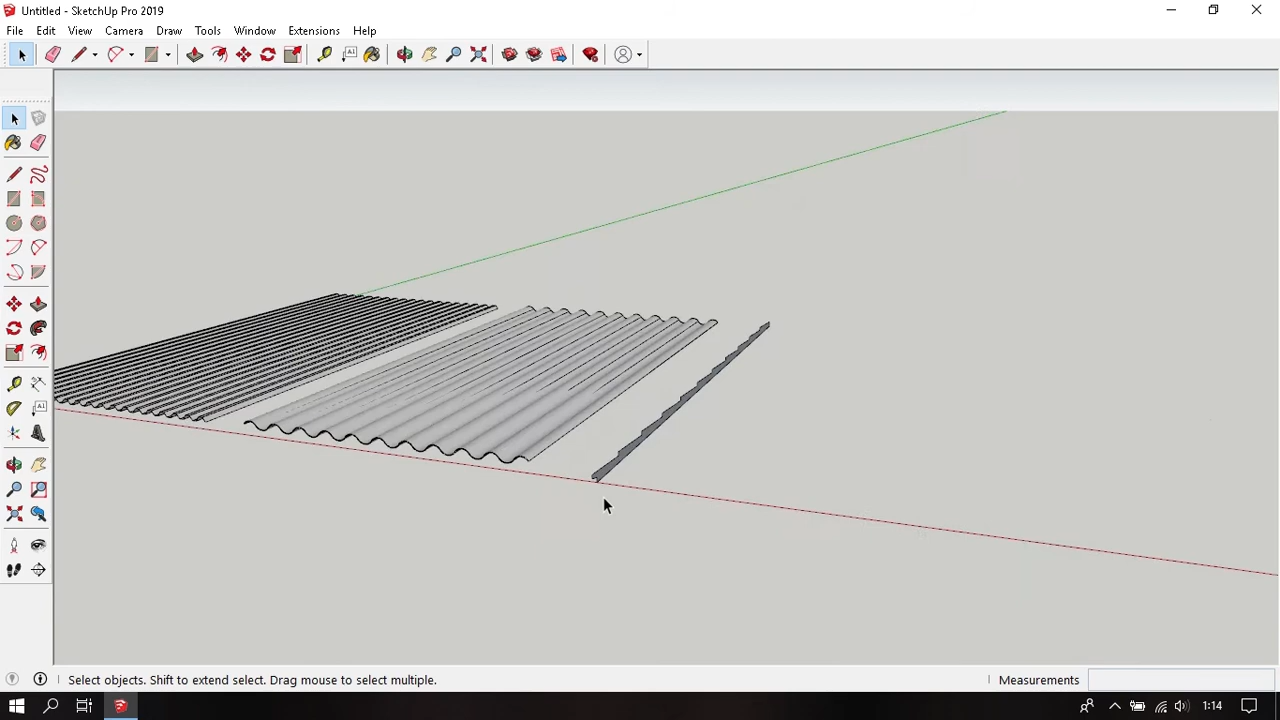 Untitled - SketchUp Pro 2019
File Edit View Camera Draw Tools Window Extensions Help
Select objects. Shift to extend select. Drag mouse to select multiple.
Measurements
1:14